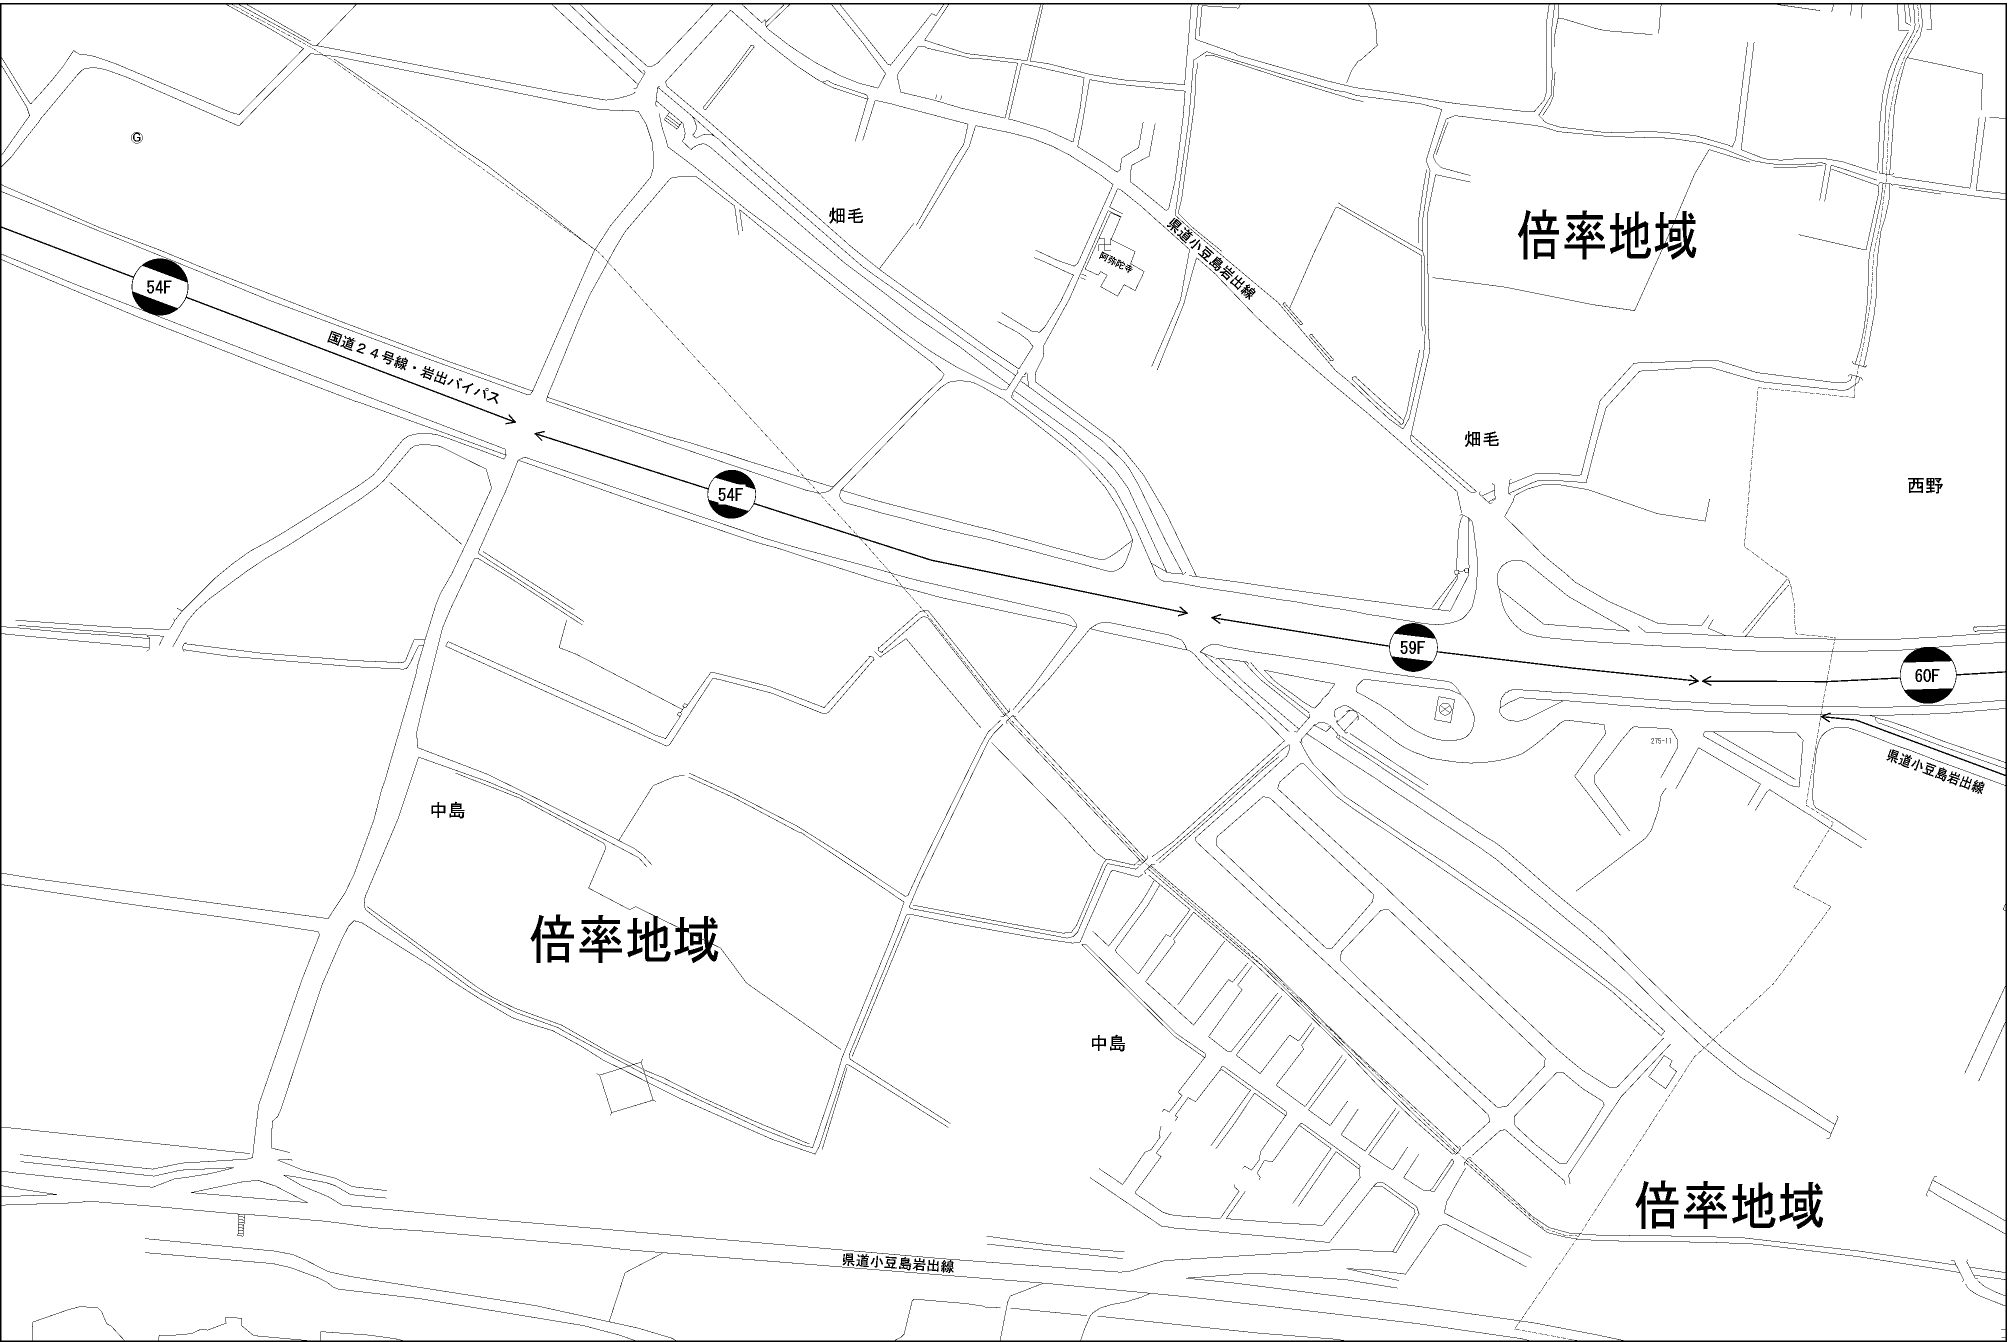 G
畑毛
県道小豆島岩出線
倍率地域
阿弥陀寺
54F
国道２４号線・岩出バイパス
畑毛
西野
54F
59F
60F
275-11
県道小豆島岩出線
中島
倍率地域
中島
倍率地域
県道小豆島岩出線